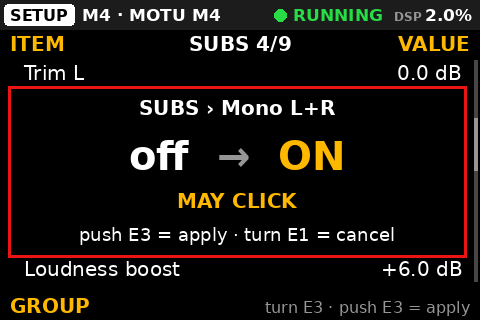 SETUP M4 · MOTU M4 ● RUNNING DSP 2.0%
ITEM SUBS 4/9 VALUE
Trim L 0.0 dB
SUBS › Mono L+R
off → ON
MAY CLICK
push E3 = apply · turn E1 = cancel
Loudness boost +6.0 dB
GROUP turn E3 · push E3 = apply